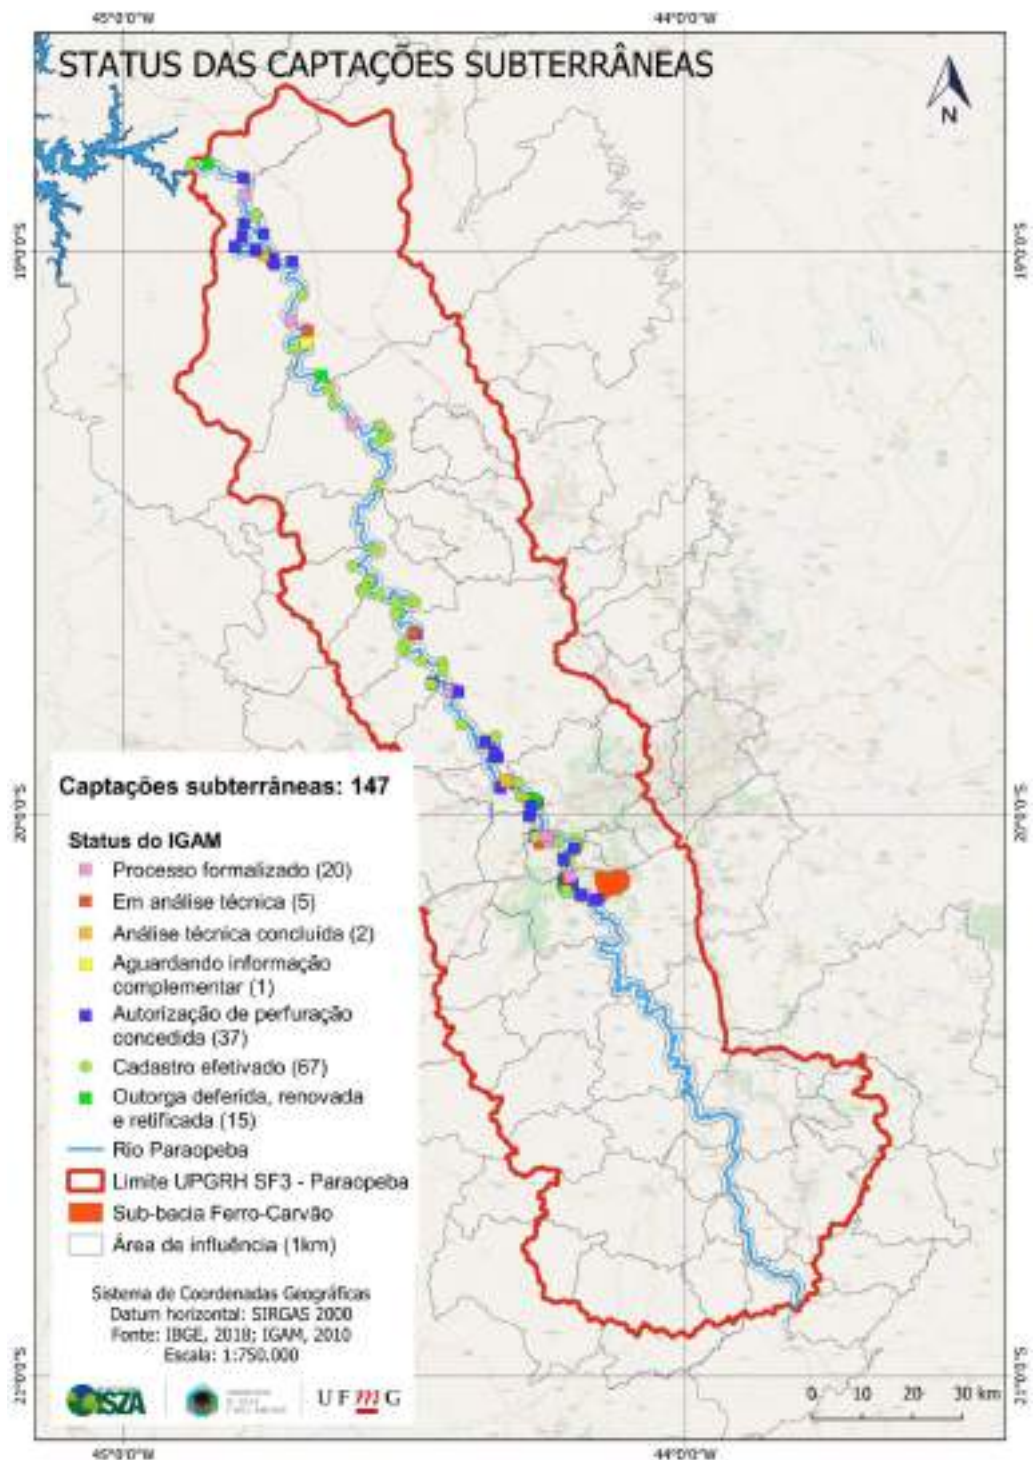 45°0'0"W 44°0'0"W
STATUS DAS CAPTAÇÕES SUBTERRÂNEAS
N
19°0'0"S 19°0'0"S
20°0'0"S 20°0'0"S
Captações subterrâneas: 147
Status do IGAM
Processo formalizado (20)
Em análise técnica (5)
Análise técnica concluída (2)
Aguardando informação
complementar (1)
Autorização de perfuração
concedida (37)
Cadastro efetivado (67)
Outorga deferida, renovada
e retificada (15)
Rio Paraopeba
Limite UPGRH SF3 - Paraopeba
Sub-bacia Ferro-Carvão
Área de influência (1km)
Sistema de Coordenadas Geográficas
Datum horizontal: SIRGAS 2000
Fonte: IBGE, 2018; IGAM, 2010
Escala: 1:750.000
ISZA
UFmG
0 10 20 30 km
21°0'0"S 21°0'0"S
45°0'0"W 44°0'0"W